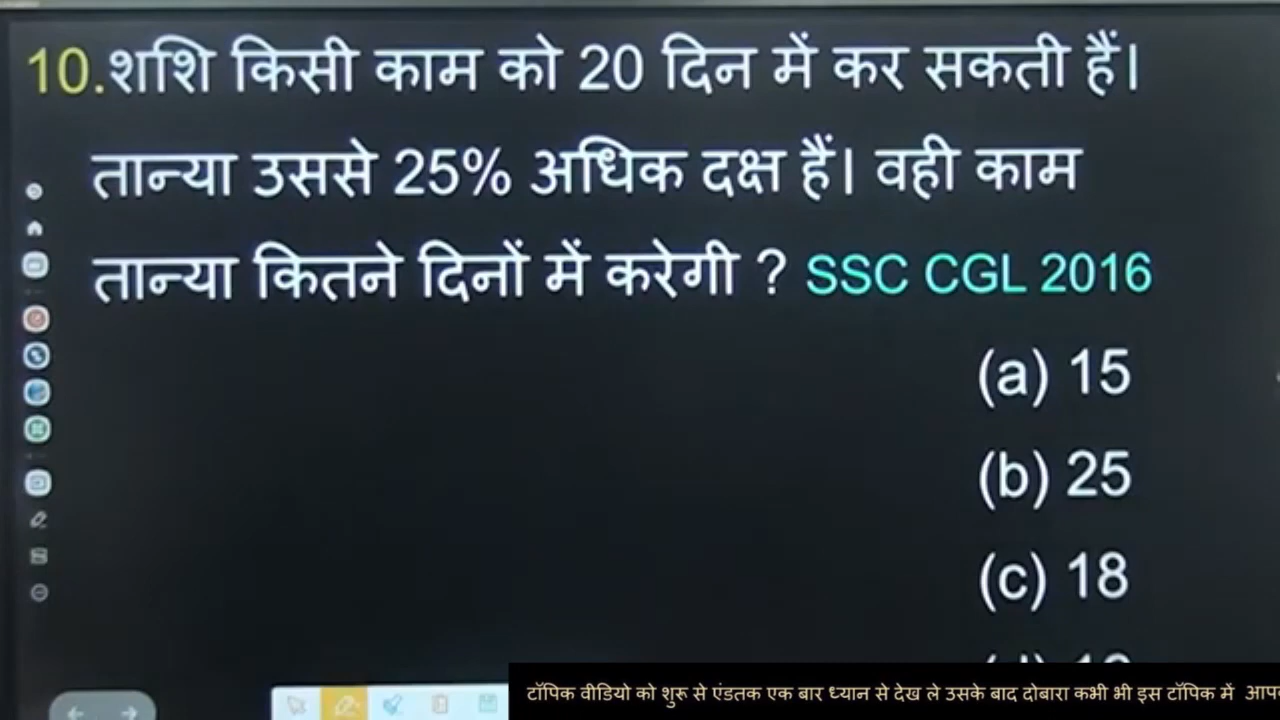 10.शशि किसी काम को 20 दिन में कर सकती हैं।
तान्या उससे 25% अधिक दक्ष हैं। वही काम
तान्या कितने दिनों में करेगी ? SSC CGL 2016
(a) 15
(b) 25
(c) 18
टॉपिक वीडियो को शुरू से एंडतक एक बार ध्यान से देख ले उसके बाद दोबारा कभी भी इस टॉपिक में